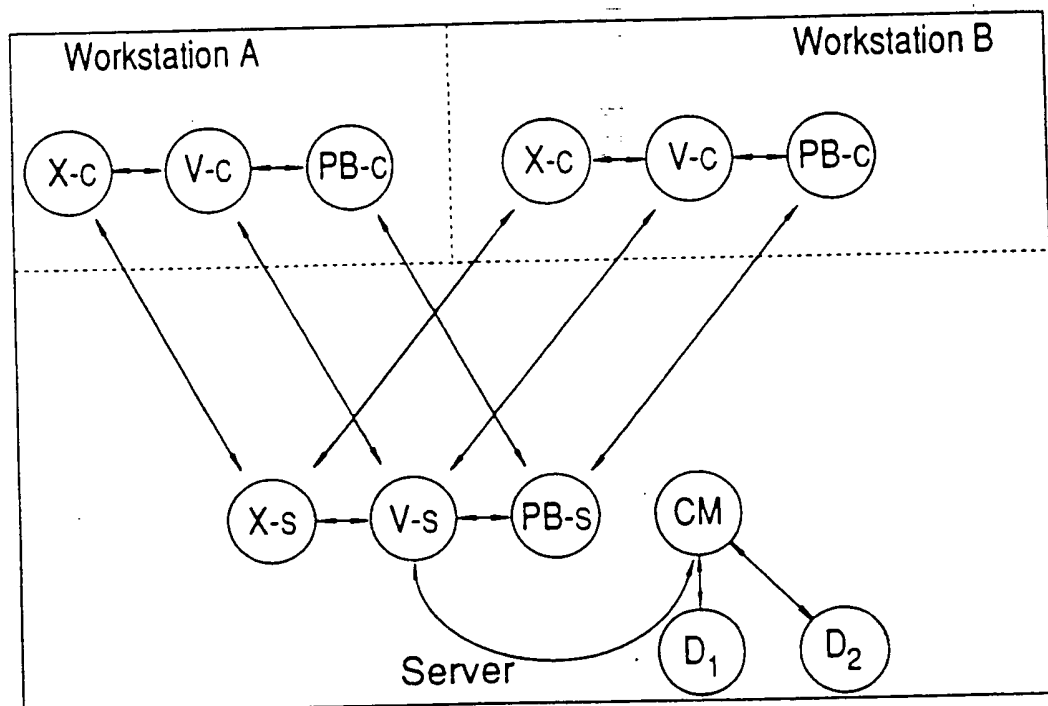 Workstation A
Workstation B
X-c
V-c
PB-c
X-c
V-c
PB-c
X-s
V-s
PB-s
CM
Server
D1
D2